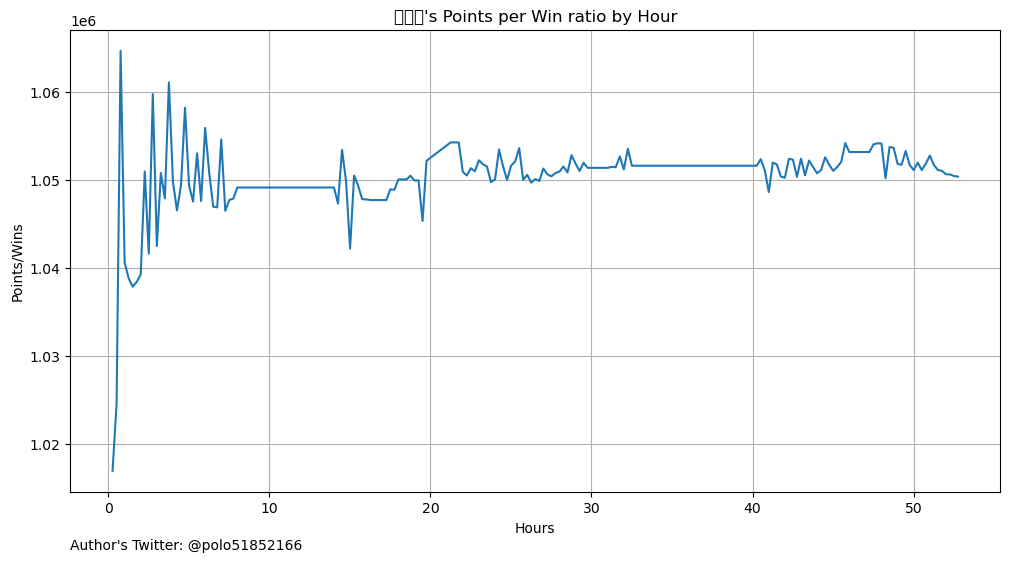 's Points per Win ratio by Hour
1e6
1.06
1.05
1.04
1.03
1.02
Points/Wins
0 10 20 30 40 50
Hours
Author's Twitter: @polo51852166